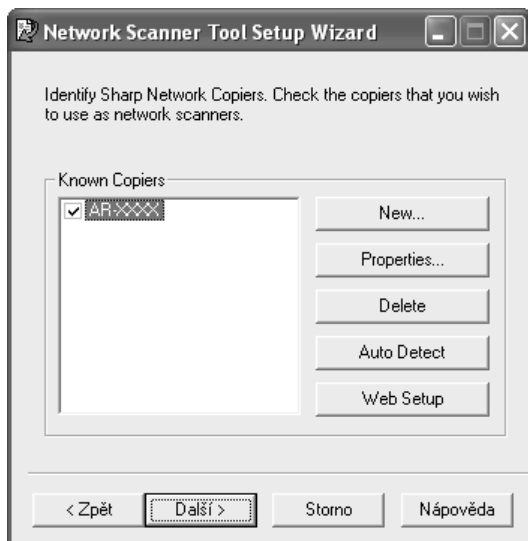 Network Scanner Tool Setup Wizard
Identify Sharp Network Copiers. Check the copiers that you wish
to use as network scanners.
Known Copiers
AR-XXXX
New...
Properties...
Delete
Auto Detect
Web Setup
< Zpět
Další >
Storno
Nápověda